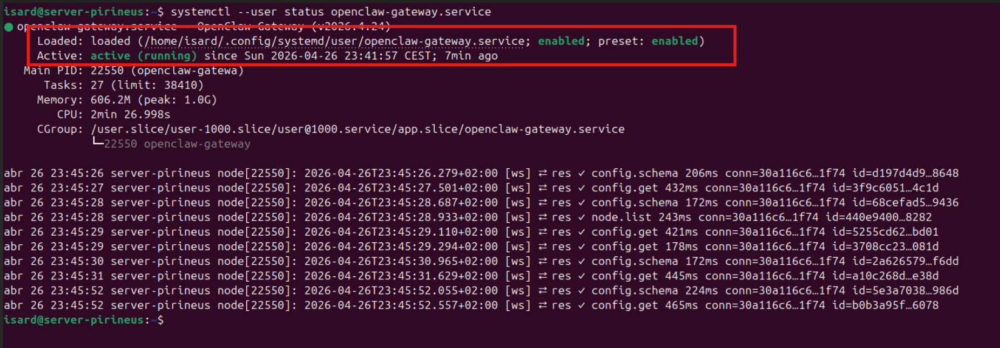 isard@server-pirineus:~$ systemctl --user status openclaw-gateway.service
● openclaw-gateway.service - OpenClaw Gateway (v2026.4.24)
Loaded: loaded (/home/isard/.config/systemd/user/openclaw-gateway.service; enabled; preset: enabled)
Active: active (running) since Sun 2026-04-26 23:41:57 CEST; 7min ago
Main PID: 22550 (openclaw-gatewa)
Tasks: 27 (limit: 38410)
Memory: 606.2M (peak: 1.0G)
CPU: 2min 26.998s
CGroup: /user.slice/user-1000.slice/user@1000.service/app.slice/openclaw-gateway.service
└─22550 openclaw-gateway
abr 26 23:45:26 server-pirineus node[22550]: 2026-04-26T23:45:26.279+02:00 [ws] ⇄ res ✓ config.schema 206ms conn=30a116c6…1f74 id=d197d4d9…8648
abr 26 23:45:27 server-pirineus node[22550]: 2026-04-26T23:45:27.501+02:00 [ws] ⇄ res ✓ config.get 432ms conn=30a116c6…1f74 id=3f9c6051…4c1d
abr 26 23:45:28 server-pirineus node[22550]: 2026-04-26T23:45:28.687+02:00 [ws] ⇄ res ✓ config.schema 172ms conn=30a116c6…1f74 id=68cefad5…9436
abr 26 23:45:28 server-pirineus node[22550]: 2026-04-26T23:45:28.933+02:00 [ws] ⇄ res ✓ node.list 243ms conn=30a116c6…1f74 id=440e9400…8282
abr 26 23:45:29 server-pirineus node[22550]: 2026-04-26T23:45:29.110+02:00 [ws] ⇄ res ✓ config.get 421ms conn=30a116c6…1f74 id=5255cd62…bd01
abr 26 23:45:29 server-pirineus node[22550]: 2026-04-26T23:45:29.294+02:00 [ws] ⇄ res ✓ config.get 178ms conn=30a116c6…1f74 id=3708cc23…081d
abr 26 23:45:30 server-pirineus node[22550]: 2026-04-26T23:45:30.965+02:00 [ws] ⇄ res ✓ config.schema 172ms conn=30a116c6…1f74 id=2a626579…f6dd
abr 26 23:45:31 server-pirineus node[22550]: 2026-04-26T23:45:31.629+02:00 [ws] ⇄ res ✓ config.get 445ms conn=30a116c6…1f74 id=a10c268d…e38d
abr 26 23:45:52 server-pirineus node[22550]: 2026-04-26T23:45:52.055+02:00 [ws] ⇄ res ✓ config.schema 224ms conn=30a116c6…1f74 id=5e3a7038…986d
abr 26 23:45:52 server-pirineus node[22550]: 2026-04-26T23:45:52.557+02:00 [ws] ⇄ res ✓ config.get 465ms conn=30a116c6…1f74 id=b0b3a95f…6078
isard@server-pirineus:~$